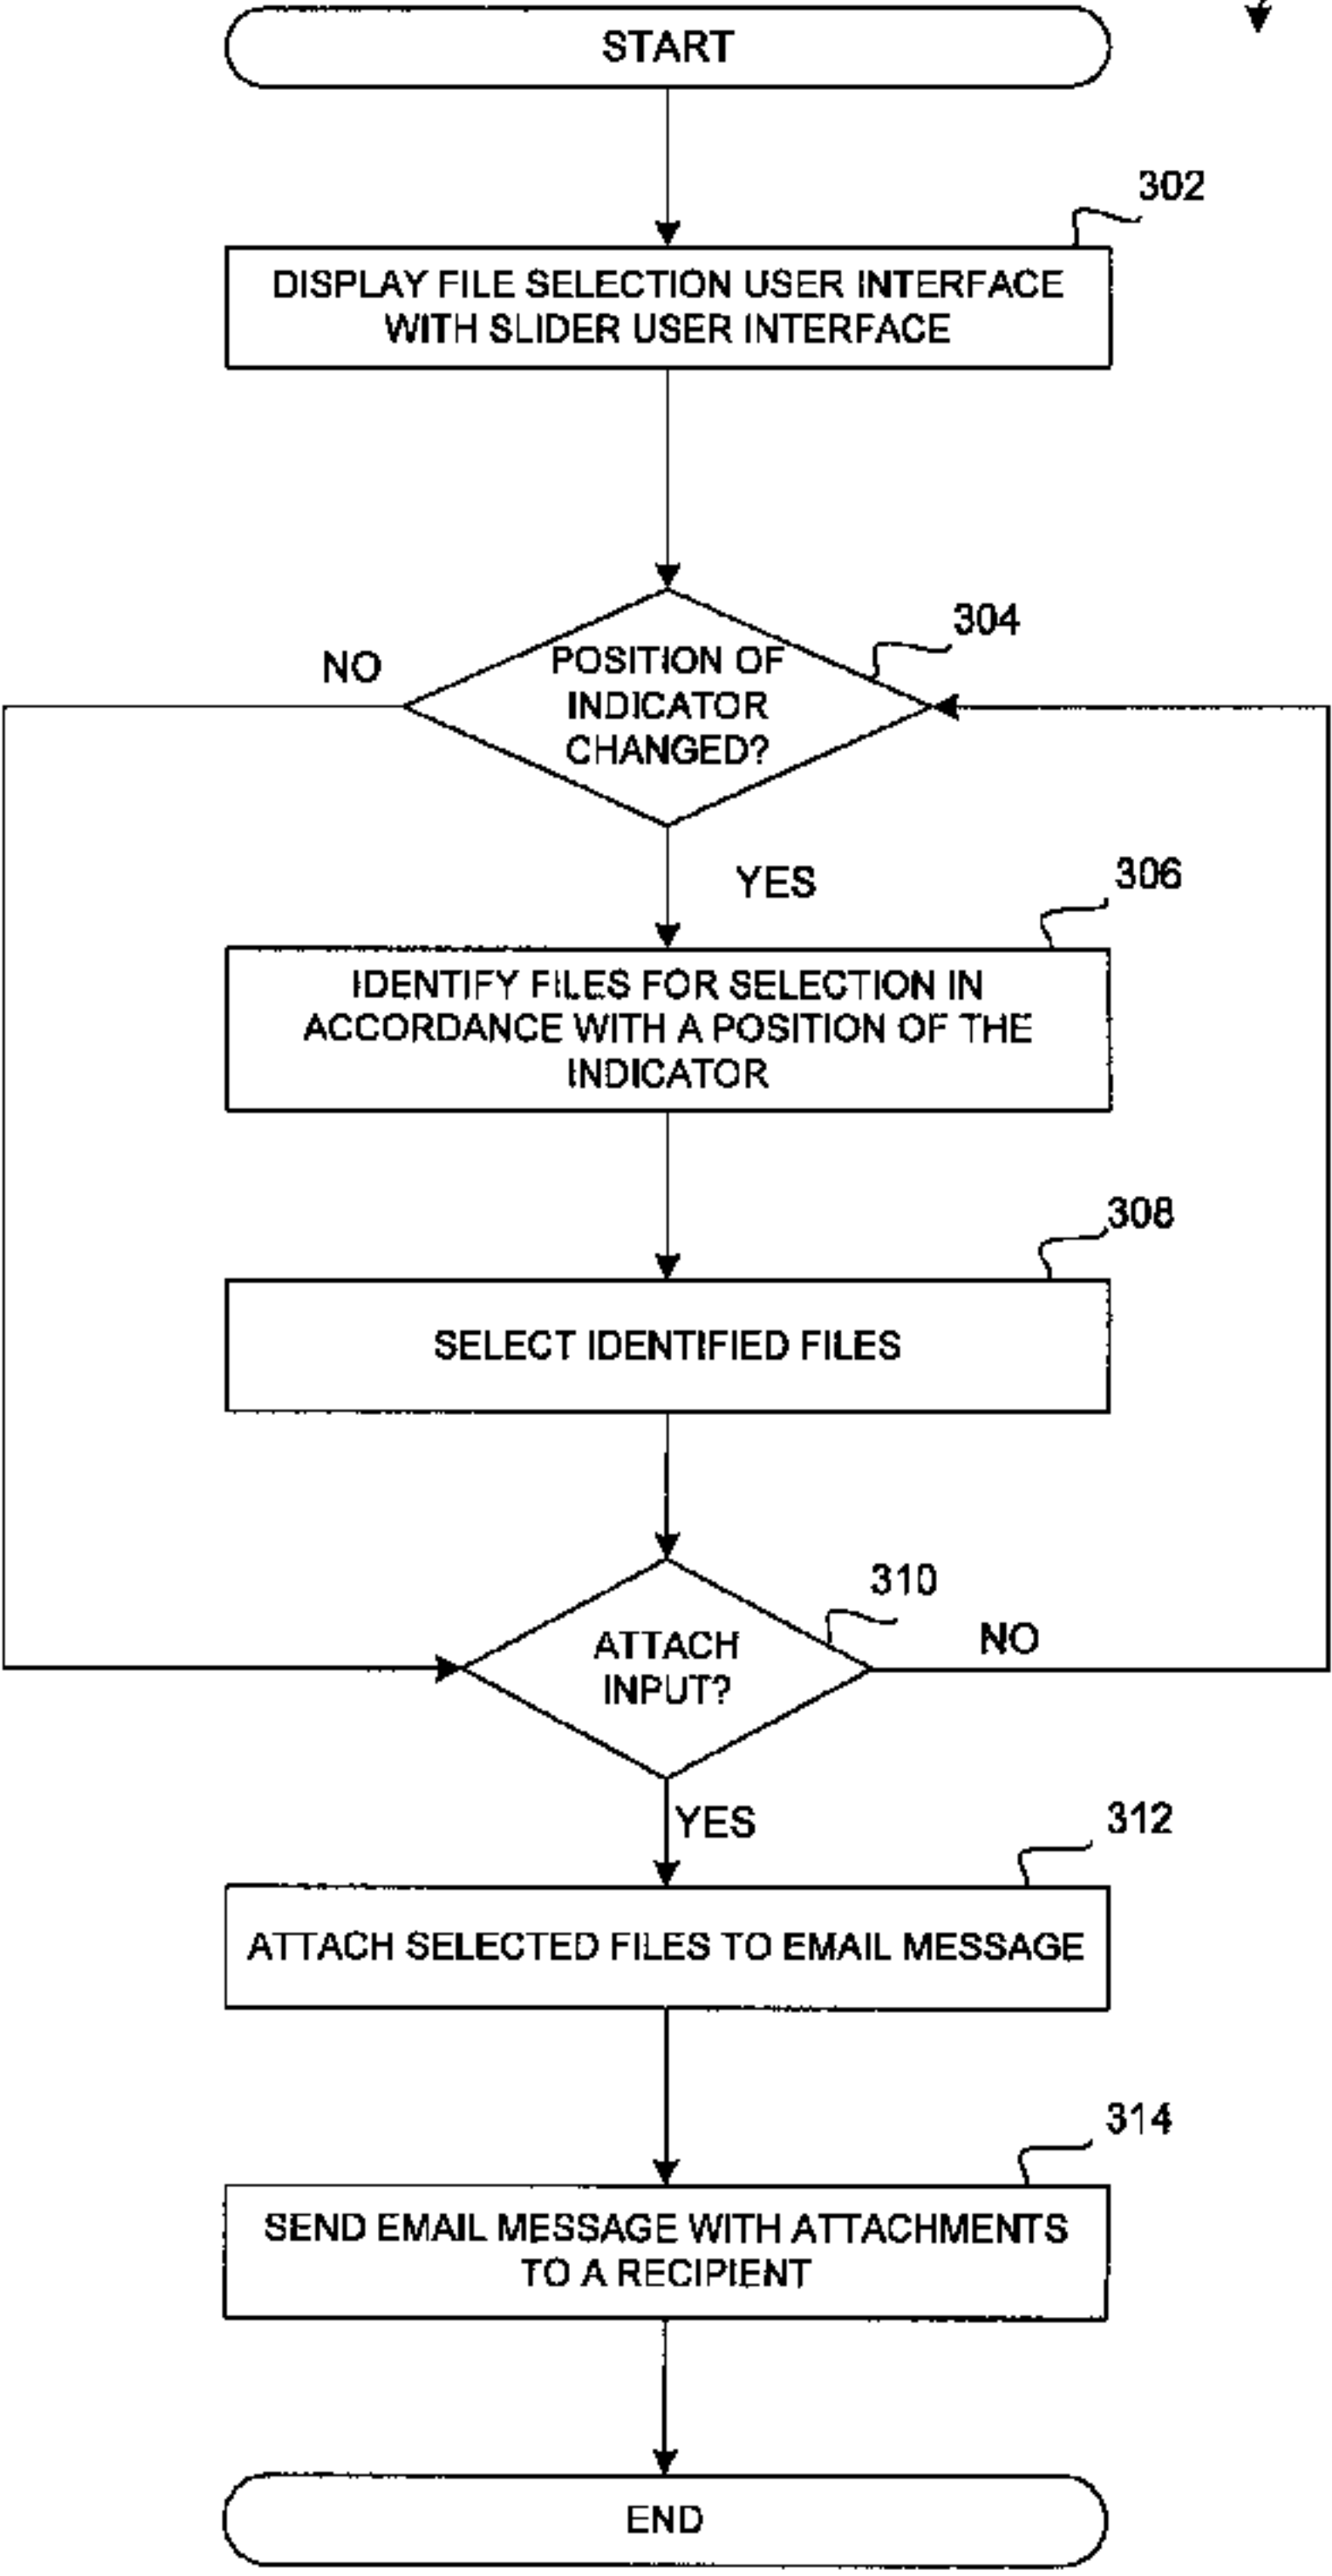 START
302
DISPLAY FILE SELECTION USER INTERFACE
WITH SLIDER USER INTERFACE
304
NO
POSITION OF
INDICATOR
CHANGED?
YES
306
IDENTIFY FILES FOR SELECTION IN
ACCORDANCE WITH A POSITION OF THE
INDICATOR
308
SELECT IDENTIFIED FILES
310
NO
ATTACH
INPUT?
YES
312
ATTACH SELECTED FILES TO EMAIL MESSAGE
314
SEND EMAIL MESSAGE WITH ATTACHMENTS
TO A RECIPIENT
END